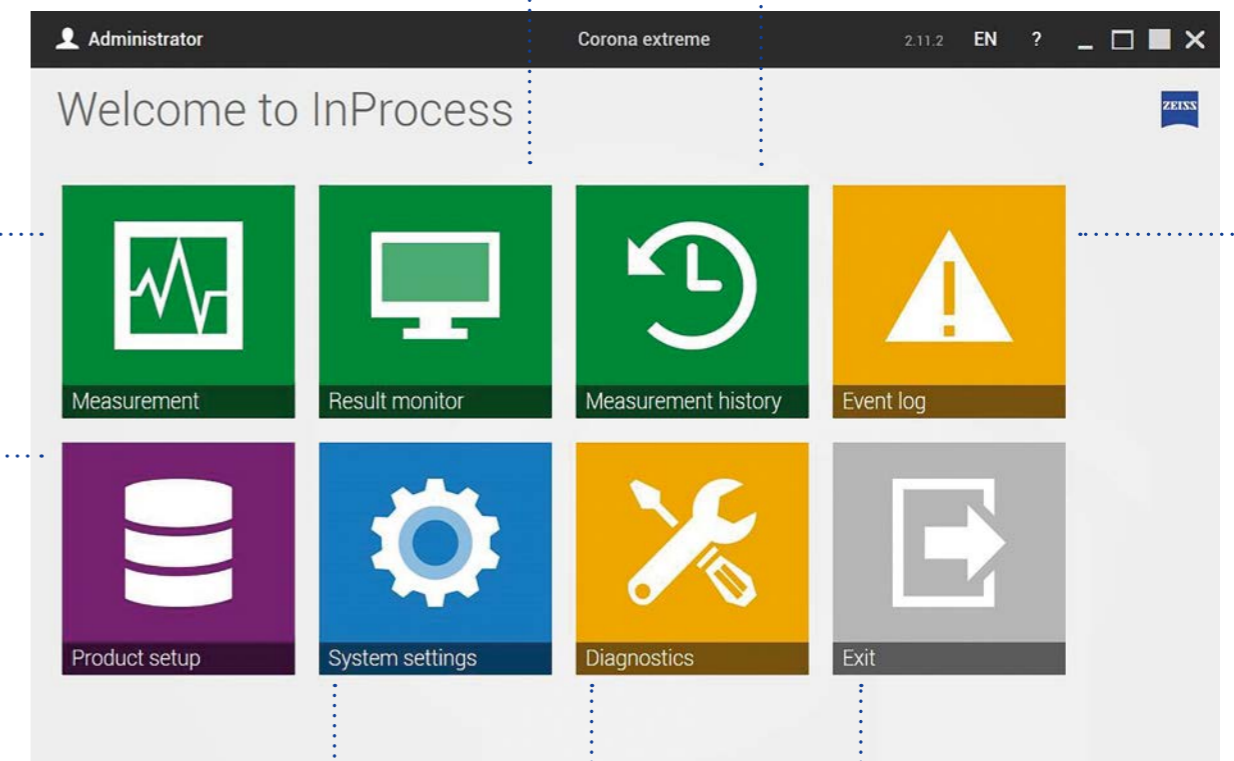 Administrator
Corona extreme
2.11.2
EN
?
Welcome to InProcess
ZEISS
Measurement
Result monitor
Measurement history
Event log
Product setup
System settings
Diagnostics
Exit